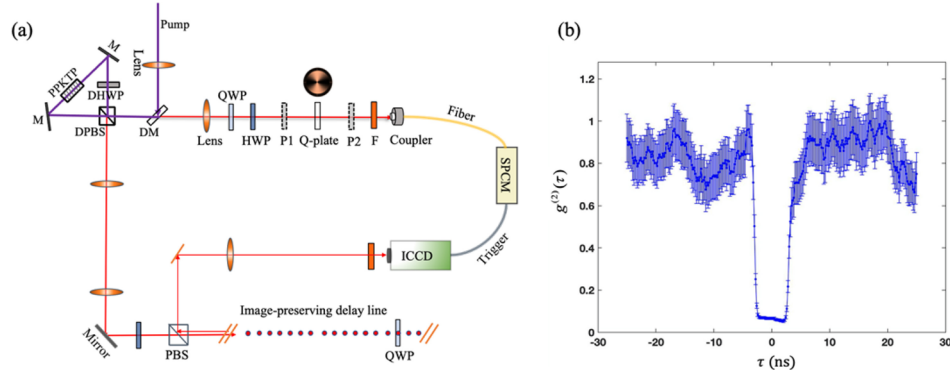 (a)
Pump
M
Lens
PPKTP
DHWP
M
DPBS
DM
Lens
QWP
HWP
P1
Q-plate
P2
F
Coupler
Fiber
SPCM
Trigger
ICCD
Image-preserving delay line
Mirror
PBS
QWP
(b)
g⁽²⁾(τ)
1.2
1
0.8
0.6
0.4
0.2
0
-30 -20 -10 0 10 20 30
τ (ns)